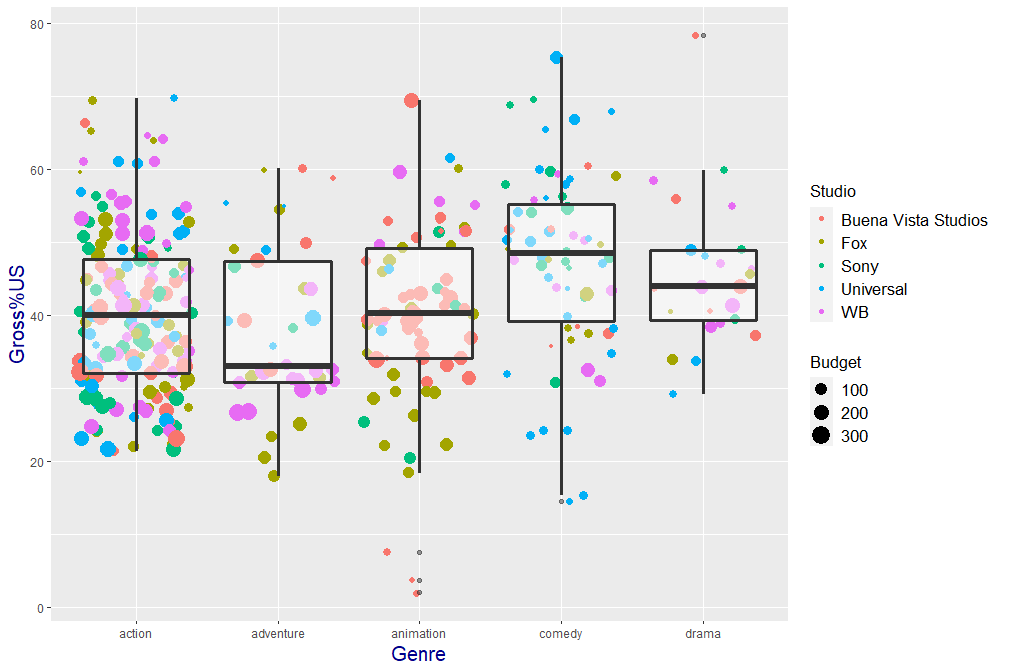 80
60
40
20
0
Gross%US
action adventure animation comedy drama
Genre
Studio
Buena Vista Studios
Fox
Sony
Universal
WB
Budget
100
200
300